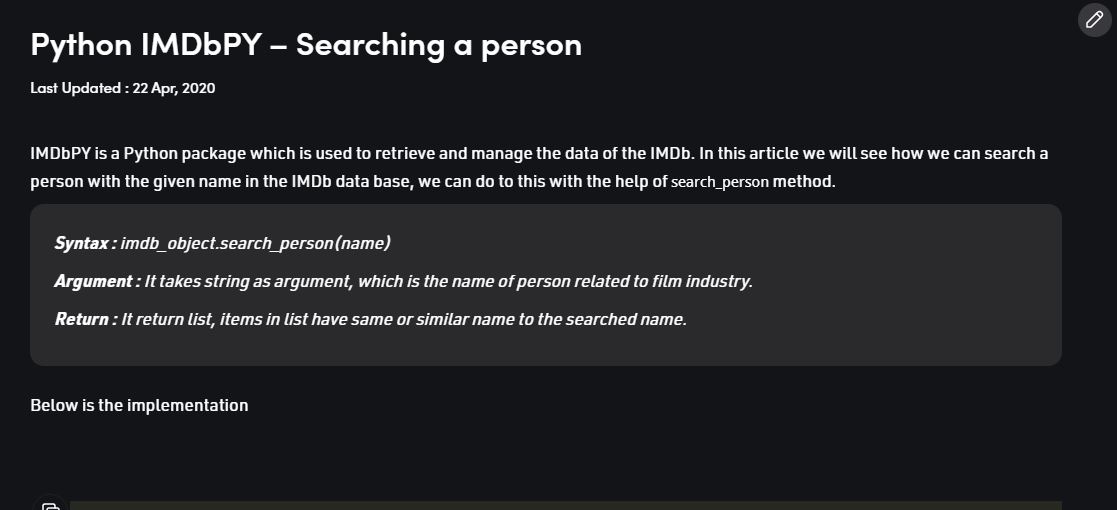 Python IMDbPY – Searching a person
Last Updated : 22 Apr, 2020
IMDbPY is a Python package which is used to retrieve and manage the data of the IMDb. In this article we will see how we can search a
person with the given name in the IMDb data base, we can do to this with the help of search_person method.
Syntax : imdb_object.search_person(name)
Argument : It takes string as argument, which is the name of person related to film industry.
Return : It return list, items in list have same or similar name to the searched name.
Below is the implementation